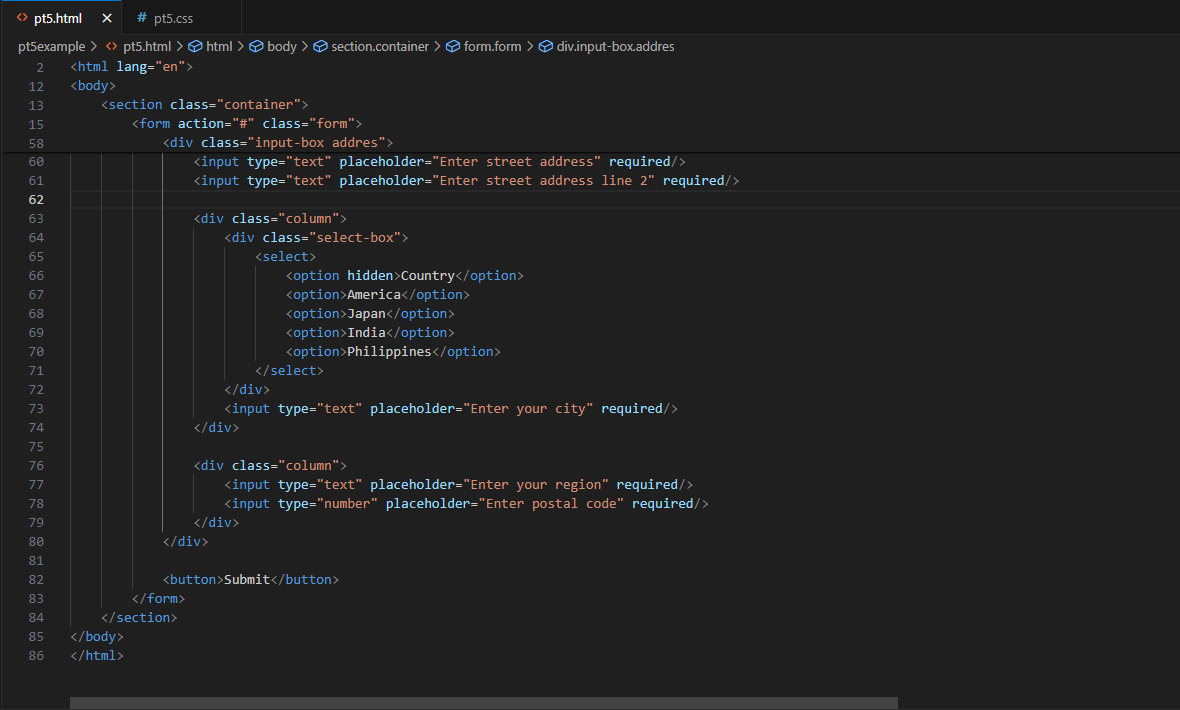 pt5.html
pt5.css
pt5example > pt5.html > html > body > section.container > form.form > div.input-box.addres
2 <html lang="en">
12 <body>
13     <section class="container">
15         <form action="#" class="form">
58             <div class="input-box addres">
60                 <input type="text" placeholder="Enter street address" required/>
61                 <input type="text" placeholder="Enter street address line 2" required/>
62
63                 <div class="column">
64                     <div class="select-box">
65                         <select>
66                             <option hidden>Country</option>
67                             <option>America</option>
68                             <option>Japan</option>
69                             <option>India</option>
70                             <option>Philippines</option>
71                         </select>
72                     </div>
73                     <input type="text" placeholder="Enter your city" required/>
74                 </div>
75
76                 <div class="column">
77                     <input type="text" placeholder="Enter your region" required/>
78                     <input type="number" placeholder="Enter postal code" required/>
79                 </div>
80             </div>
81
82             <button>Submit</button>
83         </form>
84     </section>
85 </body>
86 </html>